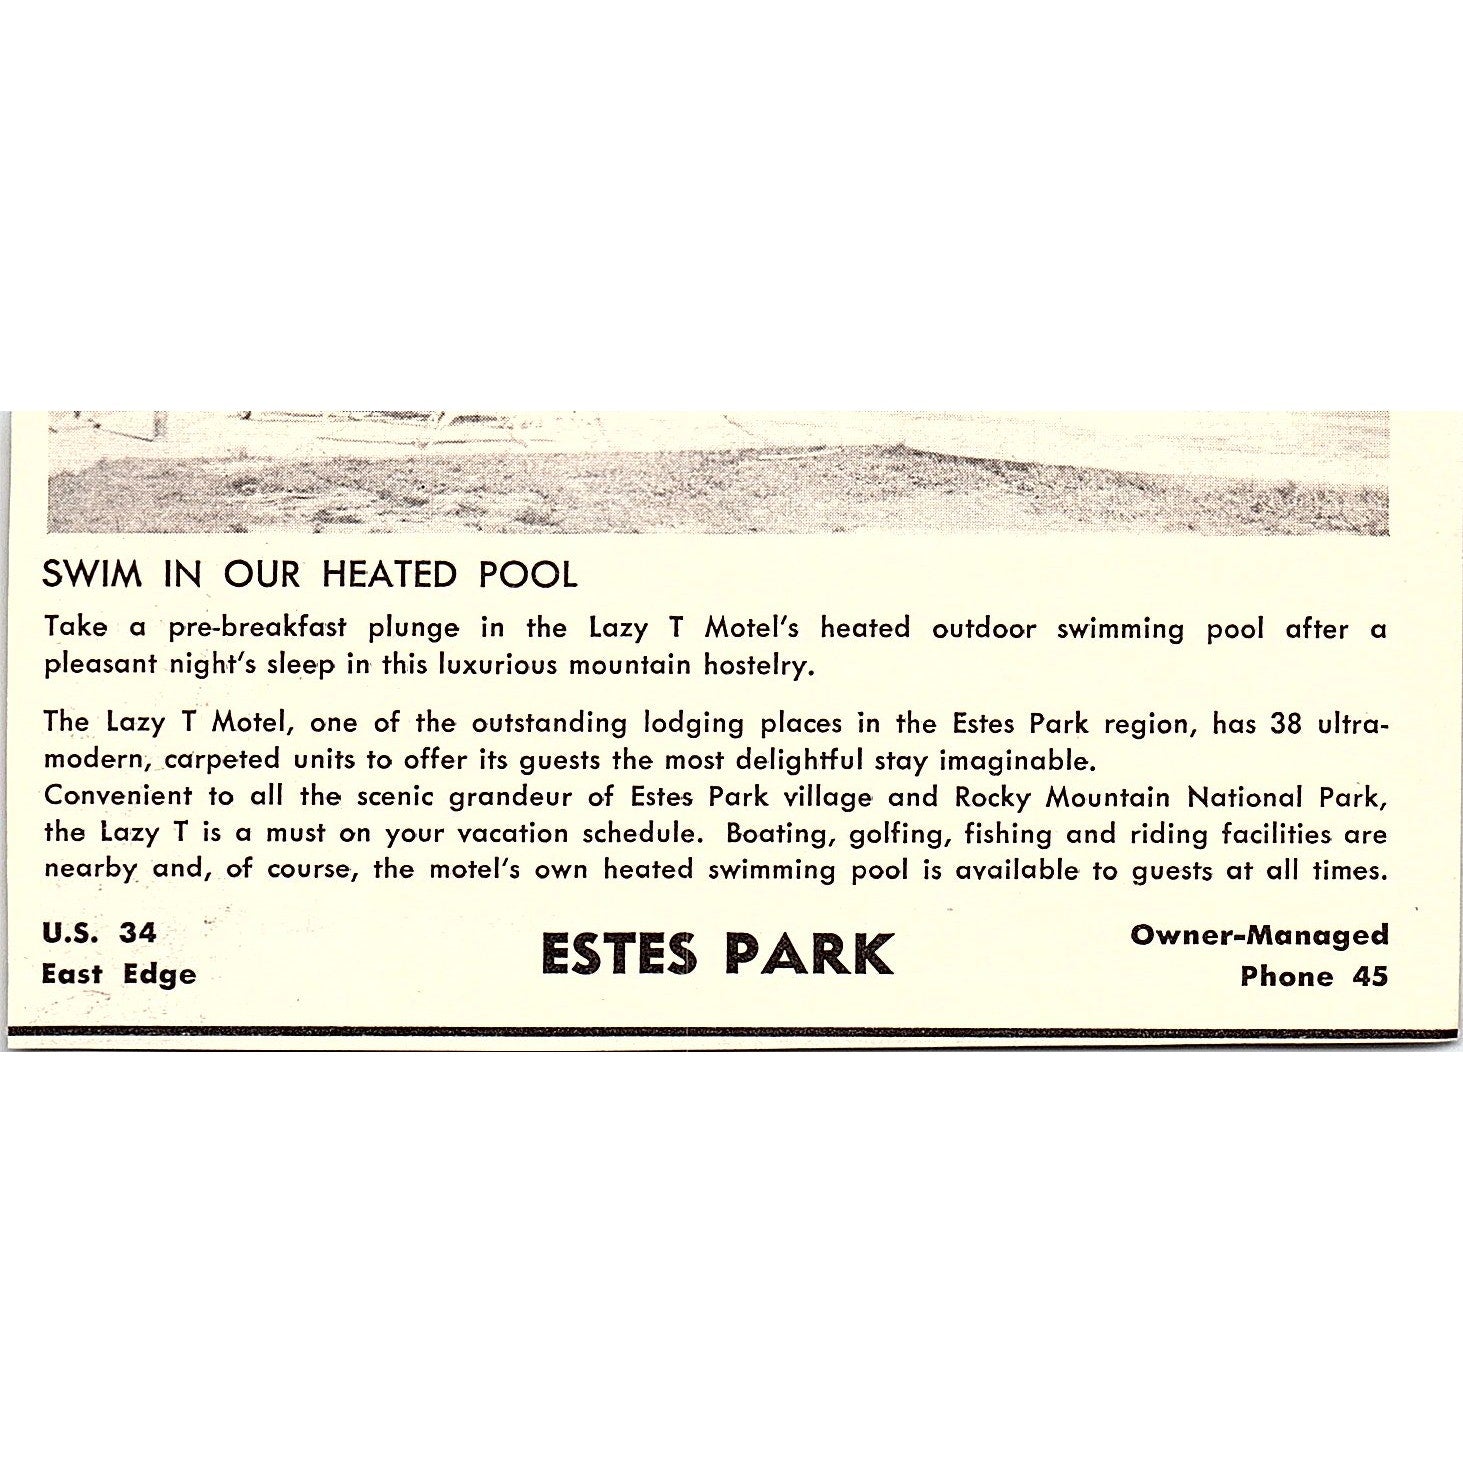 SWIM IN OUR HEATED POOL
Take a pre-breakfast plunge in the Lazy T Motel's heated outdoor swimming pool after a
pleasant night's sleep in this luxurious mountain hostelry.
The Lazy T Motel, one of the outstanding lodging places in the Estes Park region, has 38 ultra-
modern, carpeted units to offer its guests the most delightful stay imaginable.
Convenient to all the scenic grandeur of Estes Park village and Rocky Mountain National Park,
the Lazy T is a must on your vacation schedule. Boating, golfing, fishing and riding facilities are
nearby and, of course, the motel's own heated swimming pool is available to guests at all times.
U.S. 34
East Edge
ESTES PARK
Owner-Managed
Phone 45